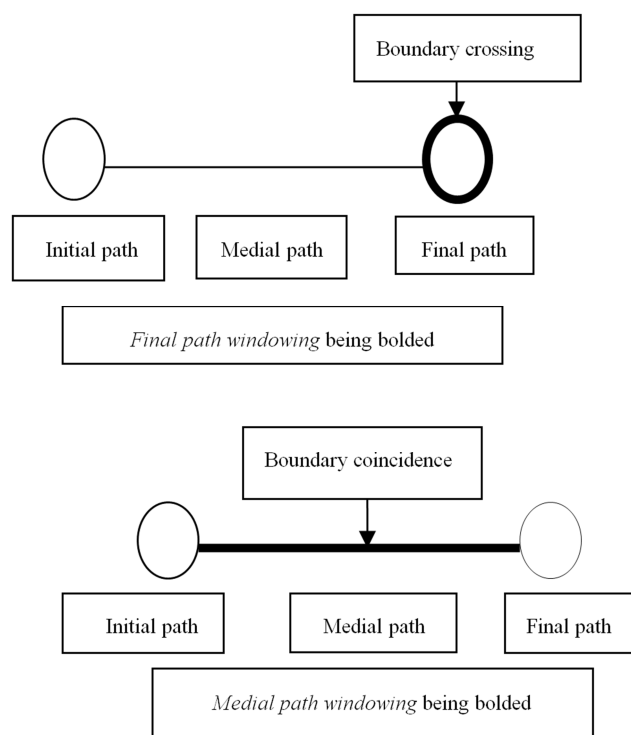 Boundary crossing
Initial path
Medial path
Final path
Final path windowing being bolded
Boundary coincidence
Initial path
Medial path
Final path
Medial path windowing being bolded